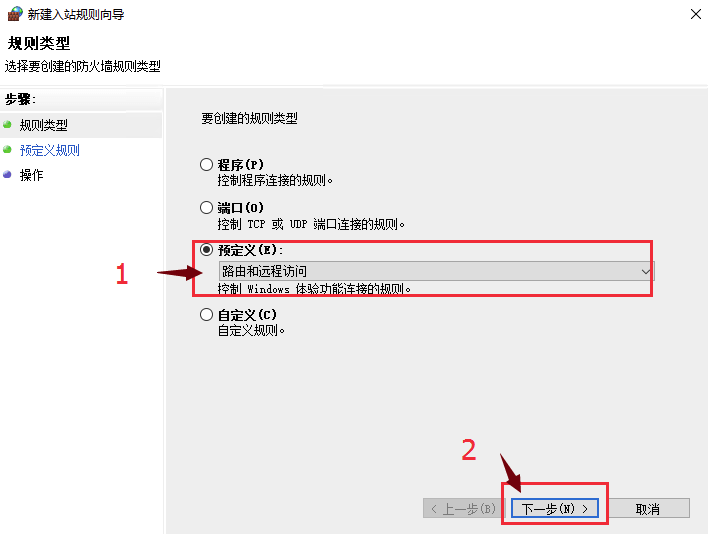 新建入站规则向导
规则类型
选择要创建的防火墙规则类型
步骤:
规则类型
预定义规则
操作
要创建的规则类型
程序(P)
控制程序连接的规则。
端口(O)
控制 TCP 或 UDP 端口连接的规则。
预定义(E):
1
路由和远程访问
控制 Windows 体验功能连接的规则。
自定义(C)
自定义规则。
2
< 上一步(B)
下一步(N) >
取消